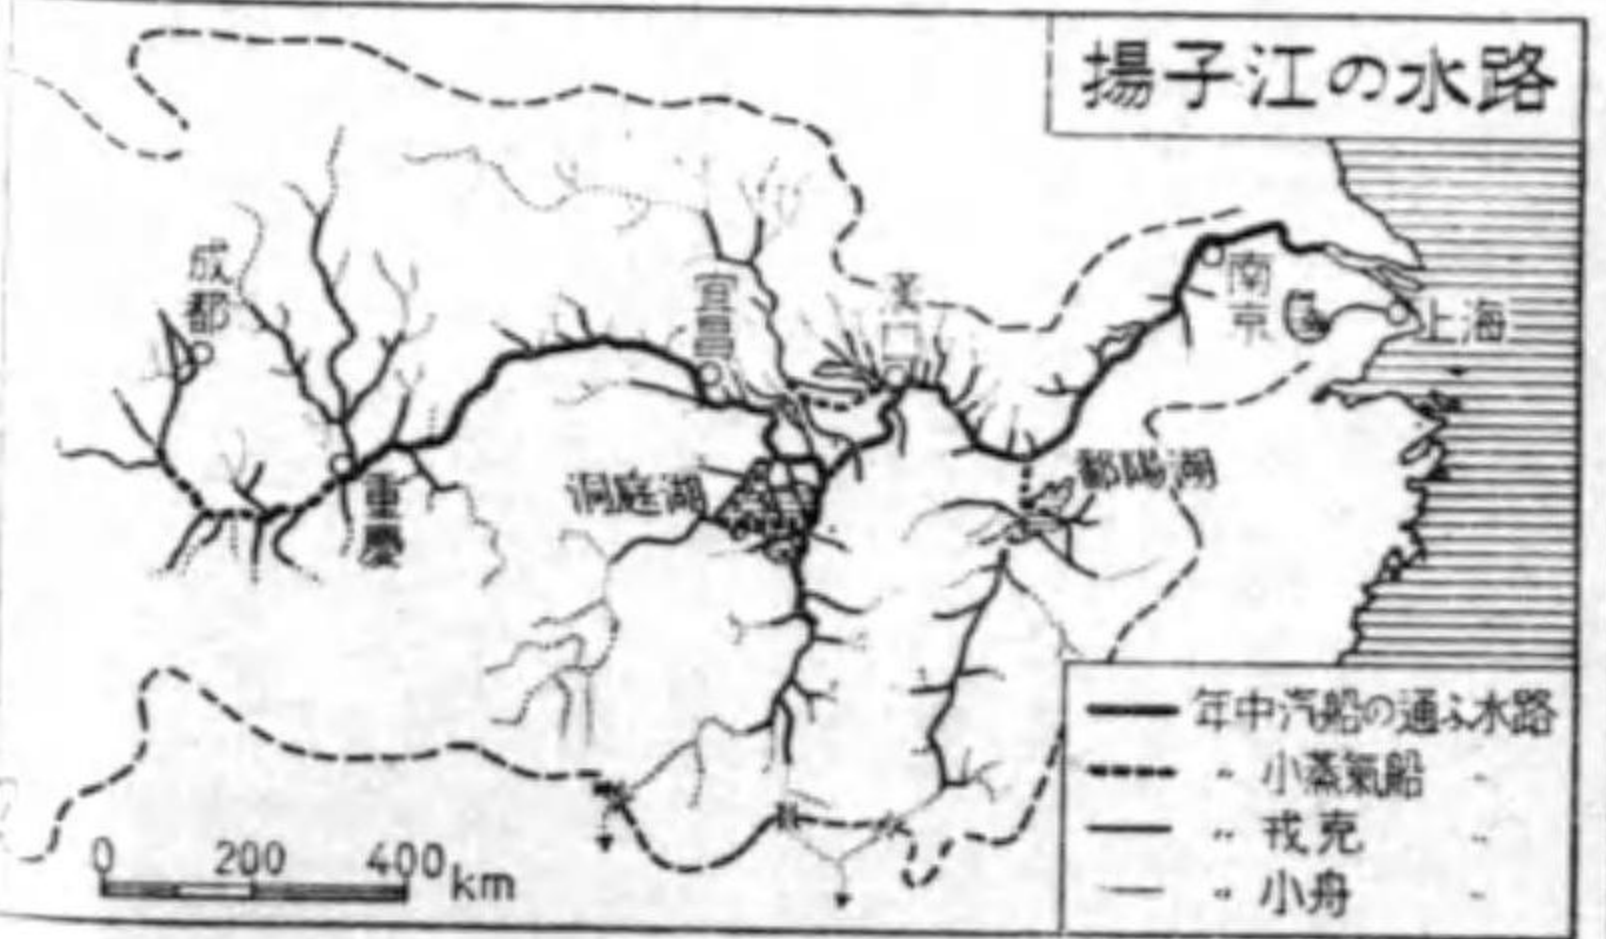 揚子江の水路
成都
宜昌
漢口
南京
上海
重慶
洞庭湖
鄱陽湖
年中汽船の通ふ水路
〃 小蒸氣船 〃
〃 戎克 〃
〃 小舟 〃
0 200 400km